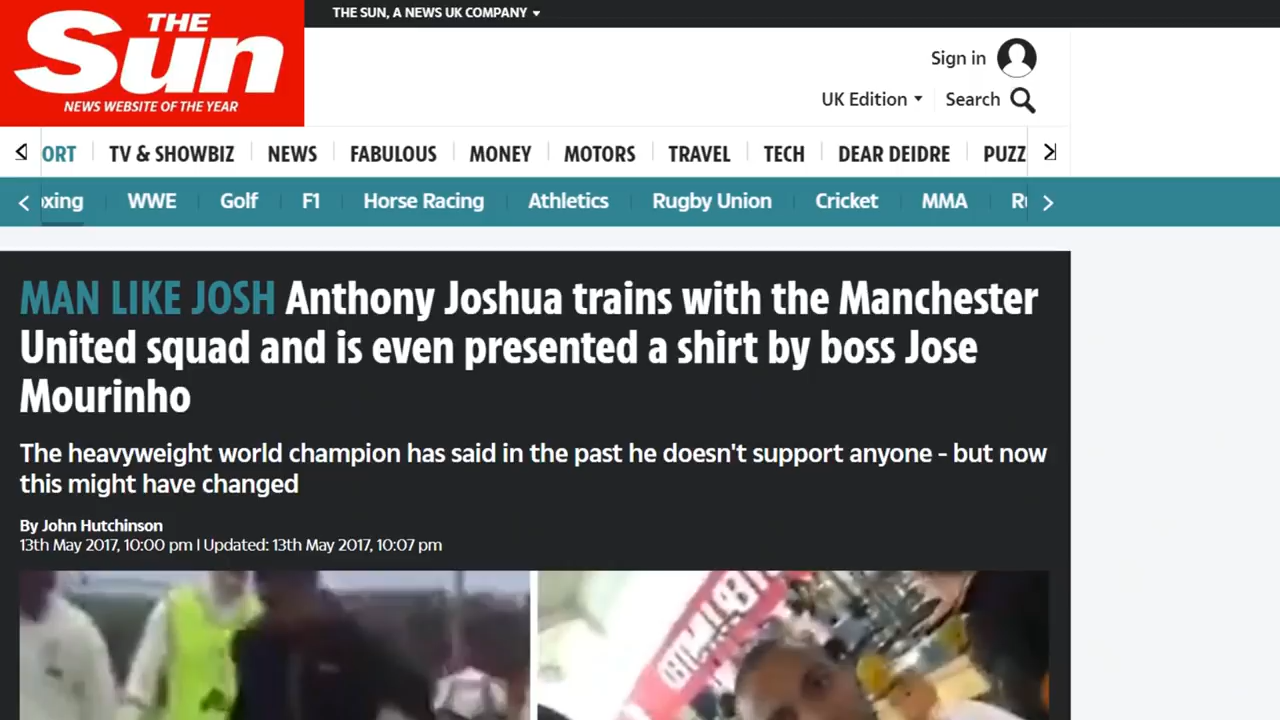 THE SUN, A NEWS UK COMPANY
THE
Sun
NEWS WEBSITE OF THE YEAR
Sign in
UK Edition
Search
ORT TV & SHOWBIZ NEWS FABULOUS MONEY MOTORS TRAVEL TECH DEAR DEIDRE PUZZ
xing WWE Golf F1 Horse Racing Athletics Rugby Union Cricket MMA R
MAN LIKE JOSH Anthony Joshua trains with the Manchester
United squad and is even presented a shirt by boss Jose
Mourinho
The heavyweight world champion has said in the past he doesn't support anyone - but now
this might have changed
By John Hutchinson
13th May 2017, 10:00 pm | Updated: 13th May 2017, 10:07 pm